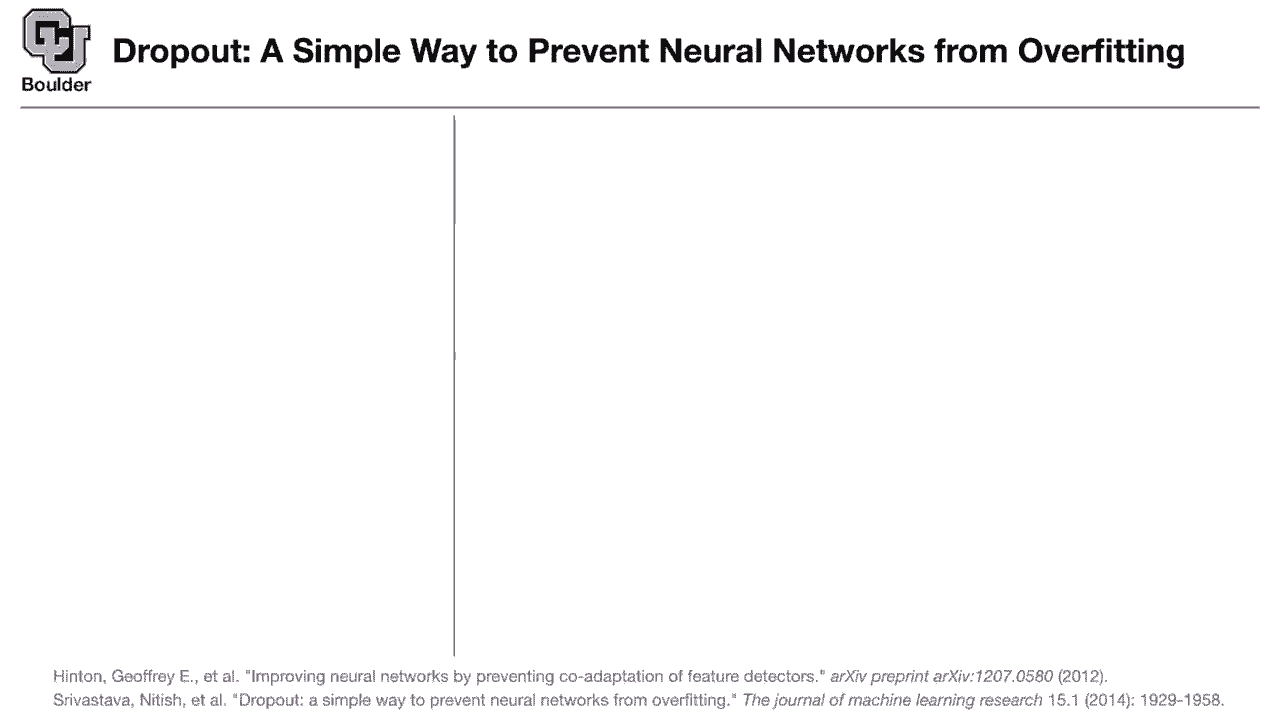 CU
Boulder
Dropout: A Simple Way to Prevent Neural Networks from Overfitting
Hinton, Geoffrey E., et al. "Improving neural networks by preventing co-adaptation of feature detectors." arXiv preprint arXiv:1207.0580 (2012).
Srivastava, Nitish, et al. "Dropout: a simple way to prevent neural networks from overfitting." The journal of machine learning research 15.1 (2014): 1929-1958.